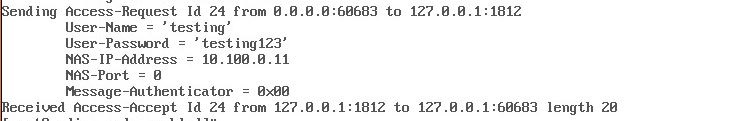 Sending Access-Request Id 24 from 0.0.0.0:60683 to 127.0.0.1:1812
User-Name = 'testing'
User-Password = 'testing123'
NAS-IP-Address = 10.100.0.11
NAS-Port = 0
Message-Authenticator = 0x00
Received Access-Accept Id 24 from 127.0.0.1:1812 to 127.0.0.1:60683 length 20